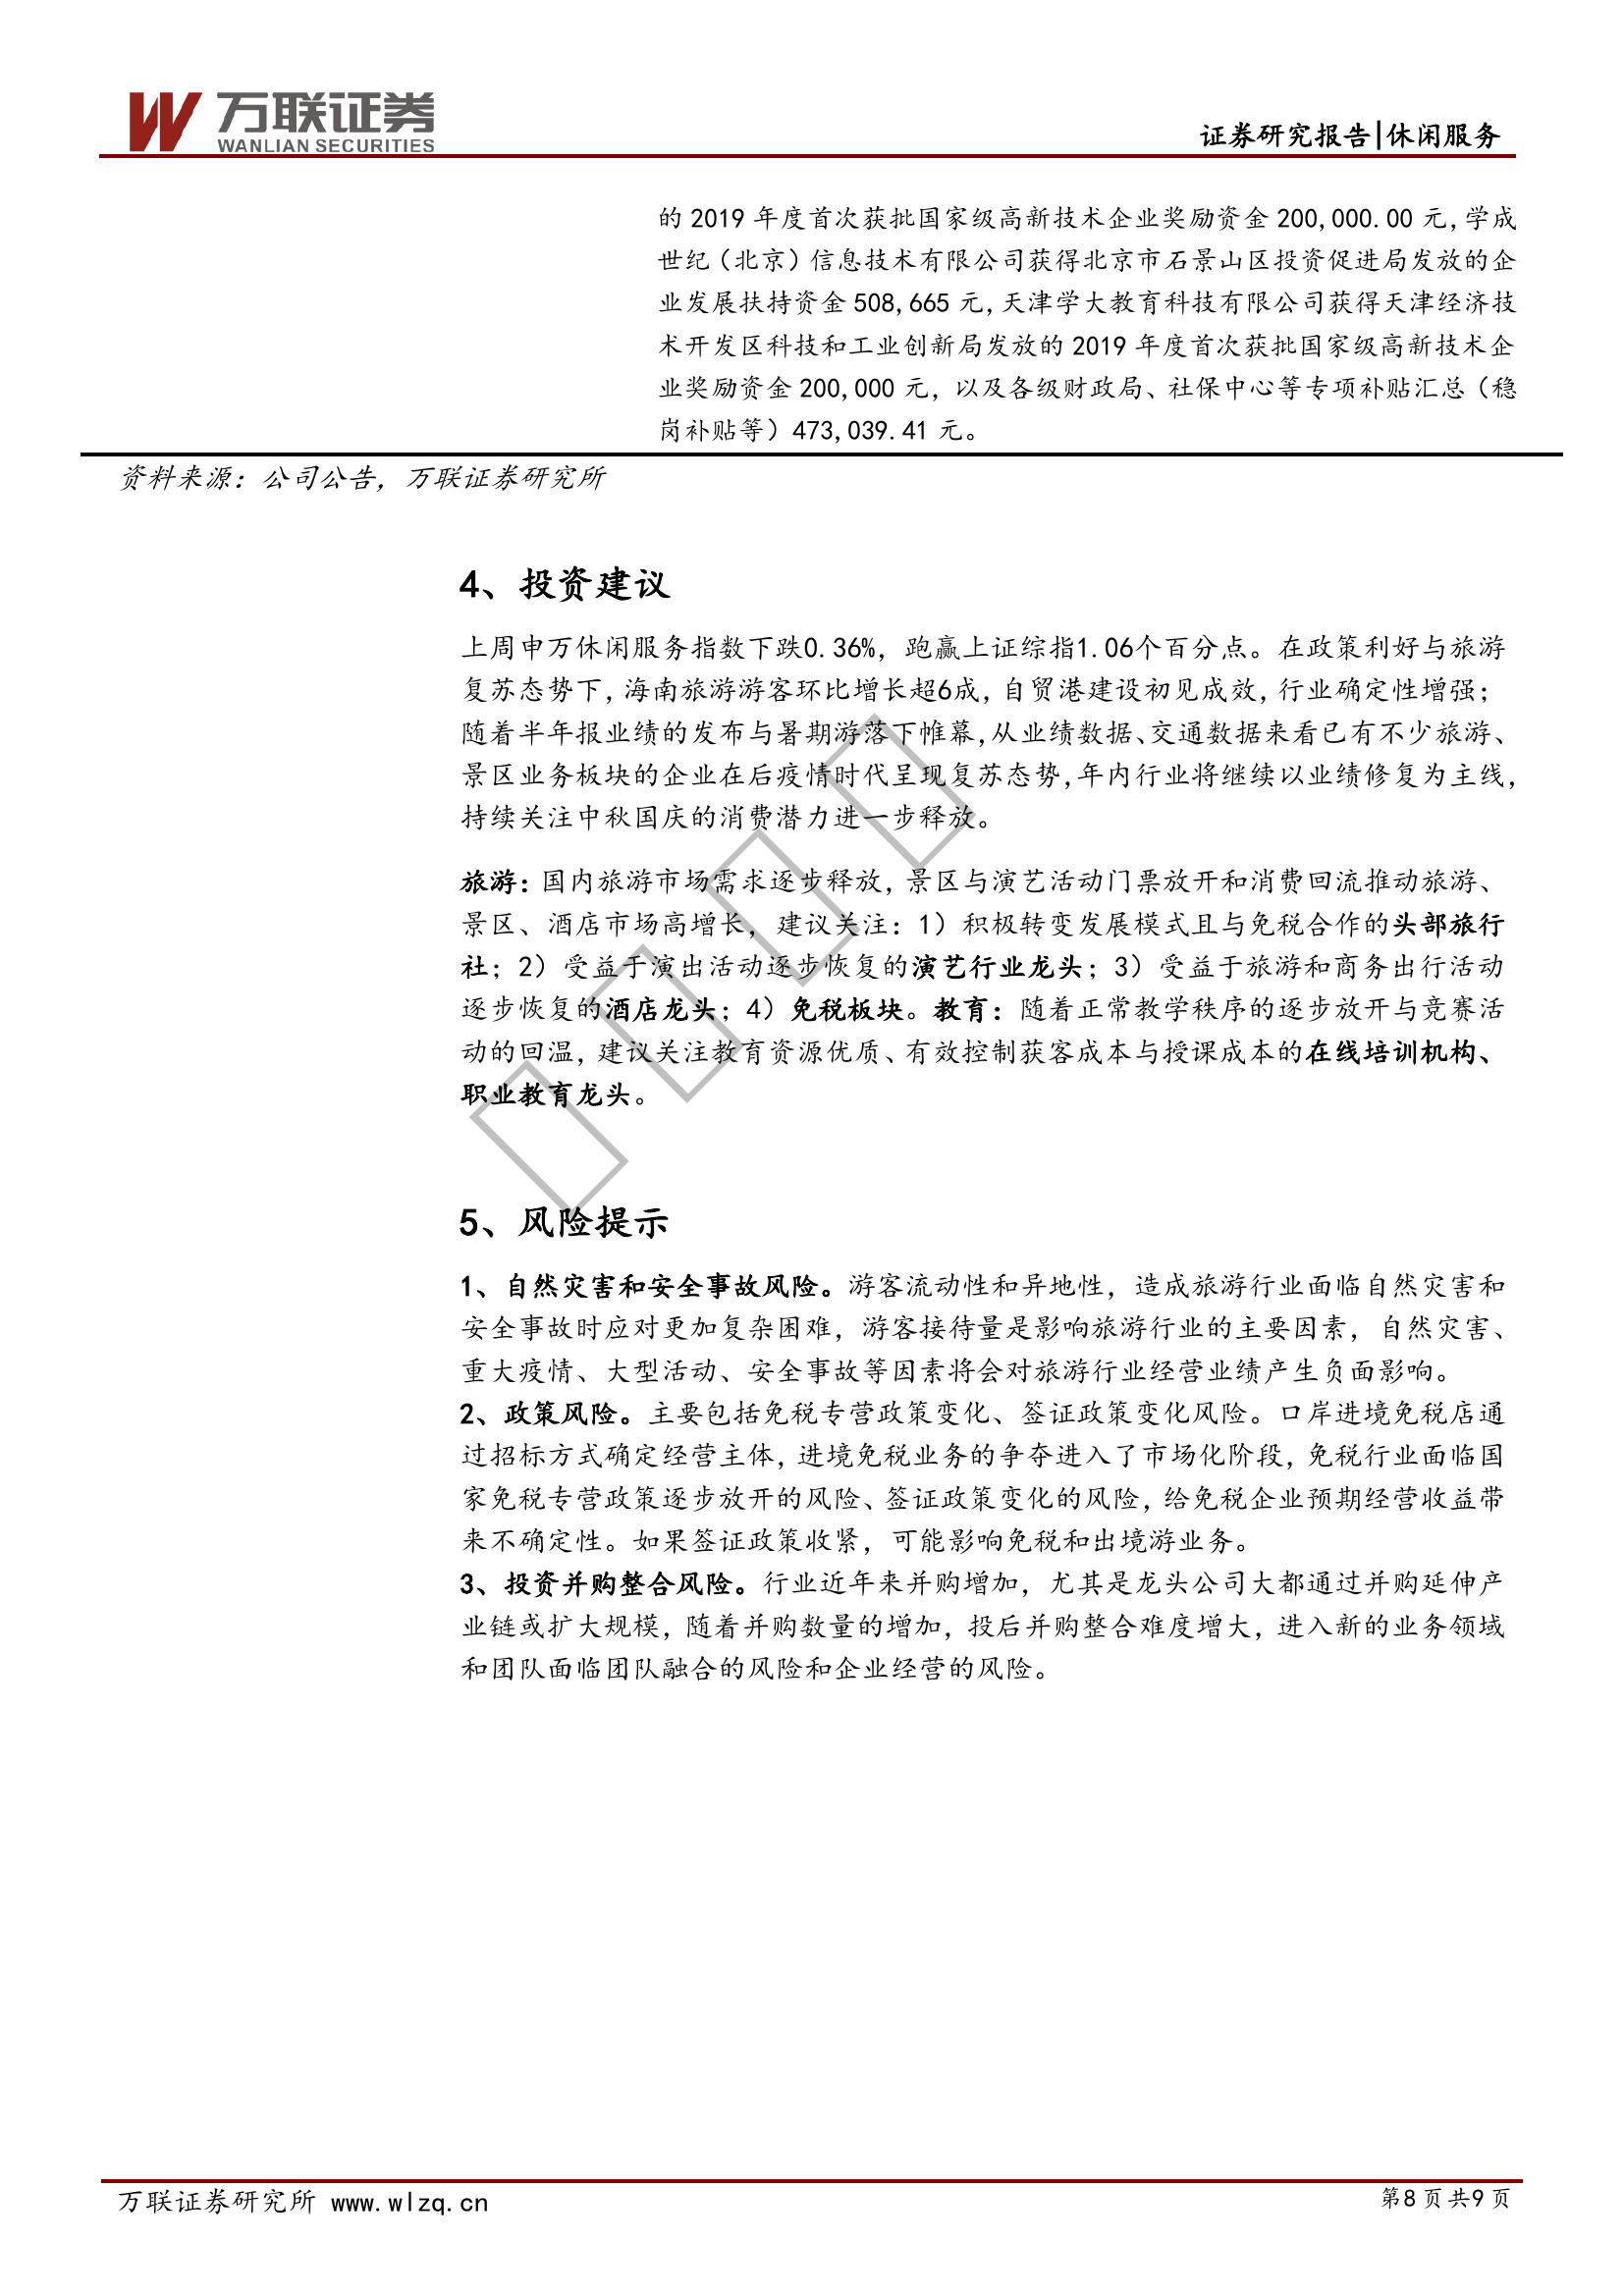 万联证券
WANLIAN SECURITIES
证券研究报告|休闲服务
的 2019 年度首次获批国家级高新技术企业奖励资金 200,000.00 元,学成
世纪（北京）信息技术有限公司获得北京市石景山区投资促进局发放的企
业发展扶持资金 508,665 元,天津学大教育科技有限公司获得天津经济技
术开发区科技和工业创新局发放的 2019 年度首次获批国家级高新技术企
业奖励资金 200,000 元, 以及各级财政局、社保中心等专项补贴汇总（稳
岗补贴等）473,039.41 元。
资料来源：公司公告，万联证券研究所
4、投资建议
上周申万休闲服务指数下跌0.36%，跑赢上证综指1.06个百分点。在政策利好与旅游
复苏态势下，海南旅游游客环比增长超6成，自贸港建设初见成效，行业确定性增强；
随着半年报业绩的发布与暑期游落下帷幕，从业绩数据、交通数据来看已有不少旅游、
景区业务板块的企业在后疫情时代呈现复苏态势，年内行业将继续以业绩修复为主线，
持续关注中秋国庆的消费潜力进一步释放。
旅游：国内旅游市场需求逐步释放，景区与演艺活动门票放开和消费回流推动旅游、
景区、酒店市场高增长，建议关注：1）积极转变发展模式且与免税合作的头部旅行
社；2）受益于演出活动逐步恢复的演艺行业龙头；3）受益于旅游和商务出行活动
逐步恢复的酒店龙头；4）免税板块。教育：随着正常教学秩序的逐步放开与竞赛活
动的回温，建议关注教育资源优质、有效控制获客成本与授课成本的在线培训机构、
职业教育龙头。
5、风险提示
1、自然灾害和安全事故风险。游客流动性和异地性，造成旅游行业面临自然灾害和
安全事故时应对更加复杂困难，游客接待量是影响旅游行业的主要因素，自然灾害、
重大疫情、大型活动、安全事故等因素将会对旅游行业经营业绩产生负面影响。
2、政策风险。主要包括免税专营政策变化、签证政策变化风险。口岸进境免税店通
过招标方式确定经营主体，进境免税业务的争夺进入了市场化阶段，免税行业面临国
家免税专营政策逐步放开的风险、签证政策变化的风险，给免税企业预期经营收益带
来不确定性。如果签证政策收紧，可能影响免税和出境游业务。
3、投资并购整合风险。行业近年来并购增加，尤其是龙头公司大都通过并购延伸产
业链或扩大规模，随着并购数量的增加，投后并购整合难度增大，进入新的业务领域
和团队面临团队融合的风险和企业经营的风险。
万联证券研究所 www.wlzq.cn
第8页共9页